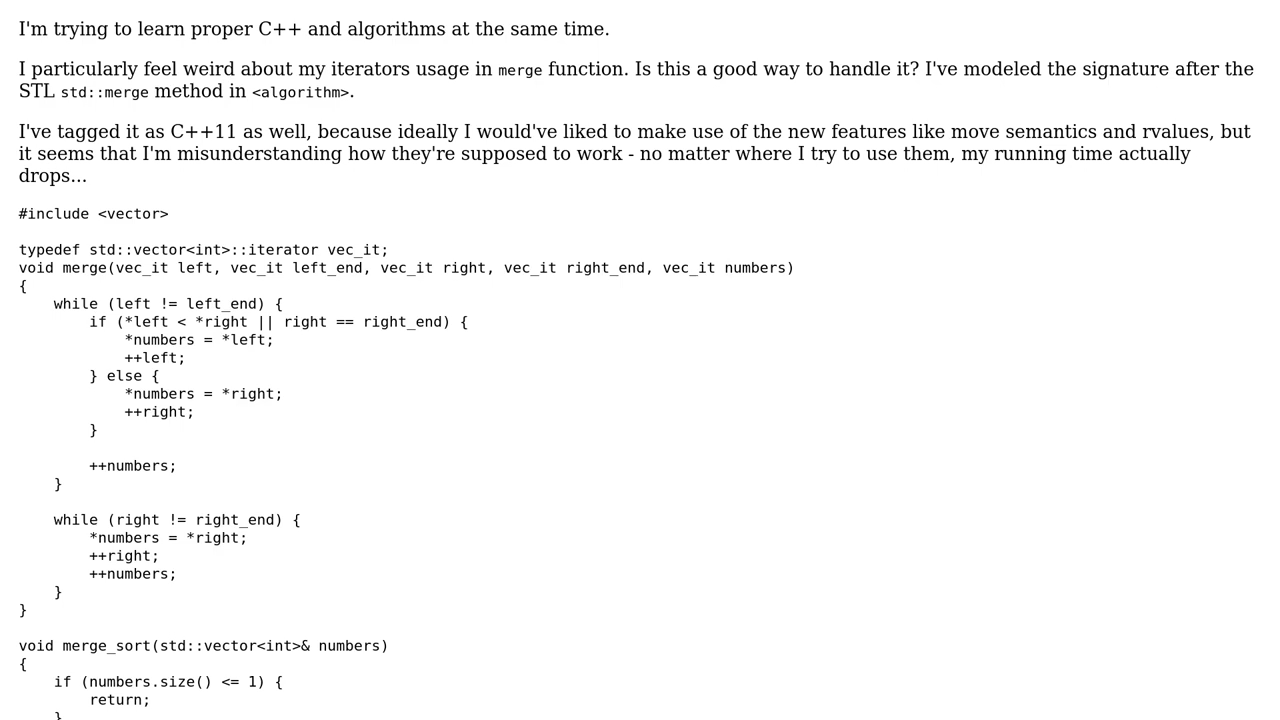 I'm trying to learn proper C++ and algorithms at the same time.
I particularly feel weird about my iterators usage in merge function. Is this a good way to handle it? I've modeled the signature after the
STL std::merge method in <algorithm>.
I've tagged it as C++11 as well, because ideally I would've liked to make use of the new features like move semantics and rvalues, but
it seems that I'm misunderstanding how they're supposed to work - no matter where I try to use them, my running time actually
drops...
#include <vector>
typedef std::vector<int>::iterator vec_it;
void merge(vec_it left, vec_it left_end, vec_it right, vec_it right_end, vec_it numbers)
{
    while (left != left_end) {
        if (*left < *right || right == right_end) {
            *numbers = *left;
            ++left;
        } else {
            *numbers = *right;
            ++right;
        }
        ++numbers;
    }
    while (right != right_end) {
        *numbers = *right;
        ++right;
        ++numbers;
    }
}
void merge_sort(std::vector<int>& numbers)
{
    if (numbers.size() <= 1) {
        return;
    }